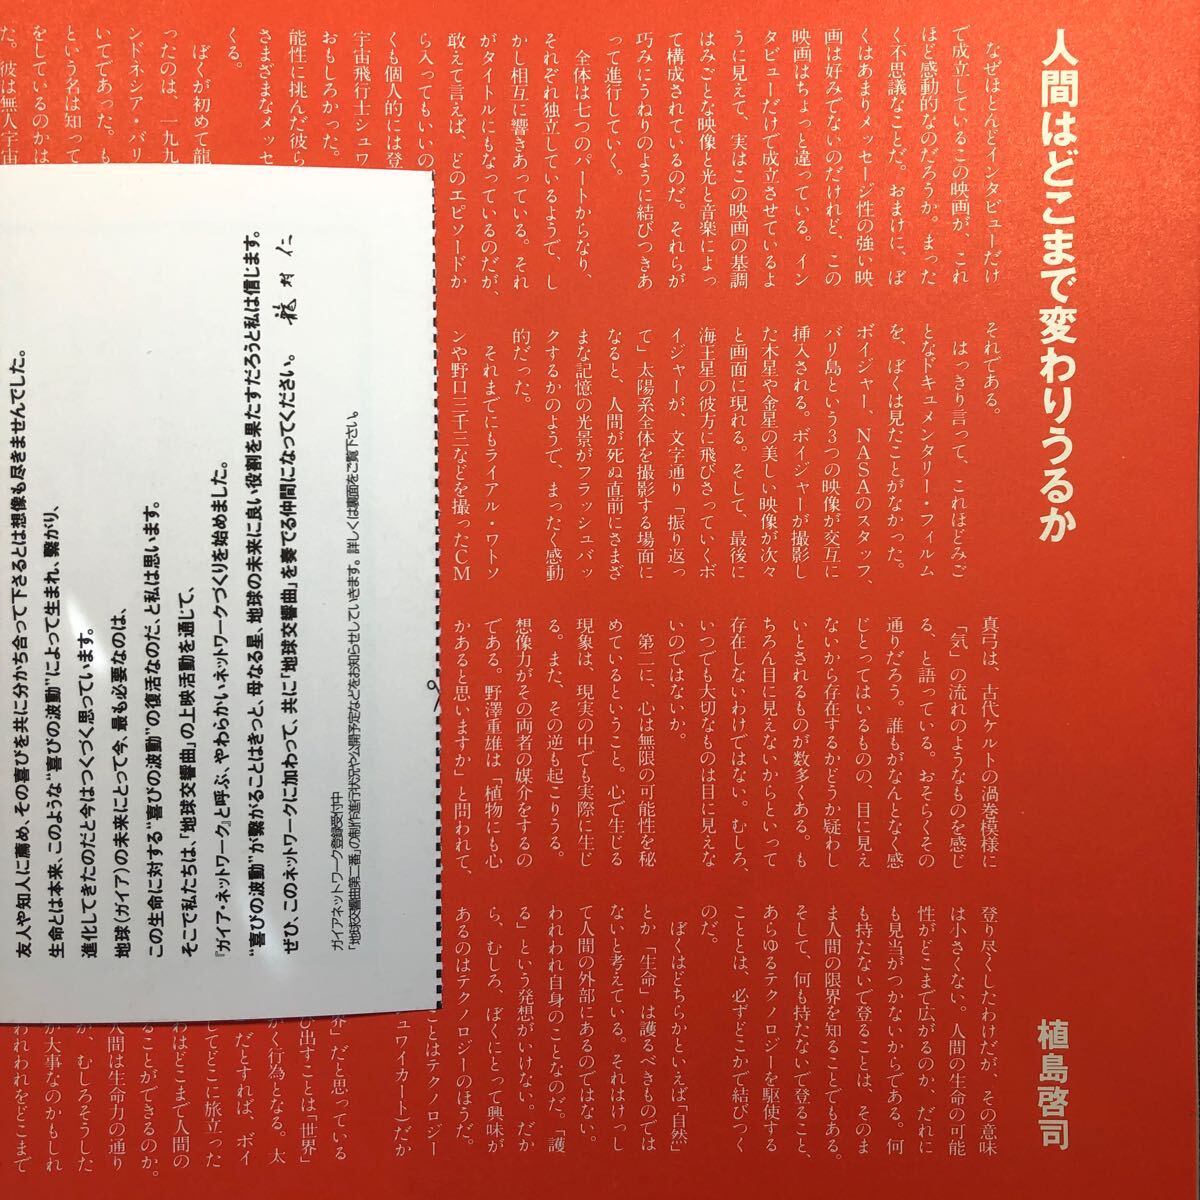 人間はどこまで変わりうるか
植島啓司
なぜほとんどインタビューだけ
で成立しているこの映画が、これ
ほど感動的なのだろうか。まった
く不思議なことだ。おまけに、ぼ
くはあまりメッセージ性の強い映
画は好みでないのだけれど、この
映画はちょっと違っている。イン
タビューだけで成立させているよ
うに見えて、実はこの映画の基調
はみごとな映像と光と音楽によっ
て構成されているのだ。それらが
巧みにうねりのように結びつきあ
って進行していく。
全体は七つのパートからなり、
それぞれ独立しているようで、し
かし相互に響きあっている。それ
がタイトルにもなっているのだが、
敢えて言えば、どのエピソードか
ら入ってもいいの
くも個人的には登
宇宙飛行士シュワ
おもしろかった。
能性に挑んだ彼ら
さまざまなメッセ
くる。
ぼくが初めて龍
ったのは、一九九
ンドネシア・バリ
いてであった。も
という名は知って
をしているのかは
た。彼は無人宇宙
それである。
はっきり言って、これほどみご
となドキュメンタリー・フィルム
を、ぼくは見たことがなかった。
ボイジャー、NASAのスタッフ、
バリ島という3つの映像が交互に
挿入される。ボイジャーが撮影し
た木星や金星の美しい映像が次々
と画面に現れる。そして、最後に
海王星の彼方に飛びさっていくボ
イジャーが、文字通り「振り返っ
て」太陽系全体を撮影する場面に
なると、人間が死ぬ直前にさまざ
まな記憶の光景がフラッシュバッ
クするかのようで、まったく感動
的だった。
それまでにもライアル・ワトソ
ンや野口三千三などを撮ったCM
真弓は、古代ケルトの渦巻模様に
「気」の流れのようなものを感じ
る、と語っている。おそらくその
通りだろう。誰もがなんとなく感
じとってはいるものの、目に見え
ないから存在するかどうか疑わし
いとされるものが数多くある。も
ちろん目に見えないからといって
存在しないわけではない。むしろ、
いつでも大切なものは目に見えな
いのではないか。
第二に、心は無限の可能性を秘
めているということ。心で生じる
現象は、現実の中でも実際に生じ
る。また、その逆も起こりうる。
想像力がその両者の媒介をするの
である。野澤重雄は「植物にも心
があると思いますか」と問われて、
登り尽くしたわけだが、その意味
は小さくない。人間の生命の可能
性がどこまで広がるのか、だれに
も見当がつかないからである。何
も持たないで登ることは、そのま
ま人間の限界を知ることでもある。
そして、何も持たないで登ること、
あらゆるテクノロジーを駆使する
こととは、必ずどこかで結びつく
のだ。
ぼくはどちらかといえば「自然」
とか「生命」は護るべきものでは
ないと考えている。それはけっし
て人間の外部にあるのではない。
われわれ自身のことなのだ。「護
る」という発想がいけない。だか
ら、むしろ、ぼくにとって興味が
あるのはテクノロジーのほうだ。
ことはテクノロジー
ュワイカート）だか
界」だと思っている
び出すことは「世界」
かく行為となる。太
だとすれば、ボイ
してどこに旅立った
わはどこまで人間の
ることができるのか。
人間は生命力の通り
が、むしろそうした
が大事なのかもしれ
われわれをどこまで
友人や知人に薦め、その喜びを共に分かち合って下さるとは想像も尽きませんでした。
生命とは本来、このような“喜びの波動”によって生まれ、繋がり、
進化してきたのだと今はつくづく思っています。
地球（ガイア）の未来にとって今、最も必要なのは、
この生命に対する“喜びの波動”の復活なのだ、と私は思います。
そこで私たちは、「地球交響曲」の上映活動を通じて、
『ガイア・ネットワーク』と呼ぶ、やわらかいネットワークづくりを始めました。
“喜びの波動”が繋がることはきっと、母なる星、地球の未来に良い役割を果たすだろうと私は信じます。
ぜひ、このネットワークに加わって、共に「地球交響曲」を奏でる仲間になってください。 龍村仁
ガイアネットワーク登録受付中
「地球交響曲第二番」の制作進行状況や公開予定などをお知らせしていきます。詳しくは裏面をご覧下さい。